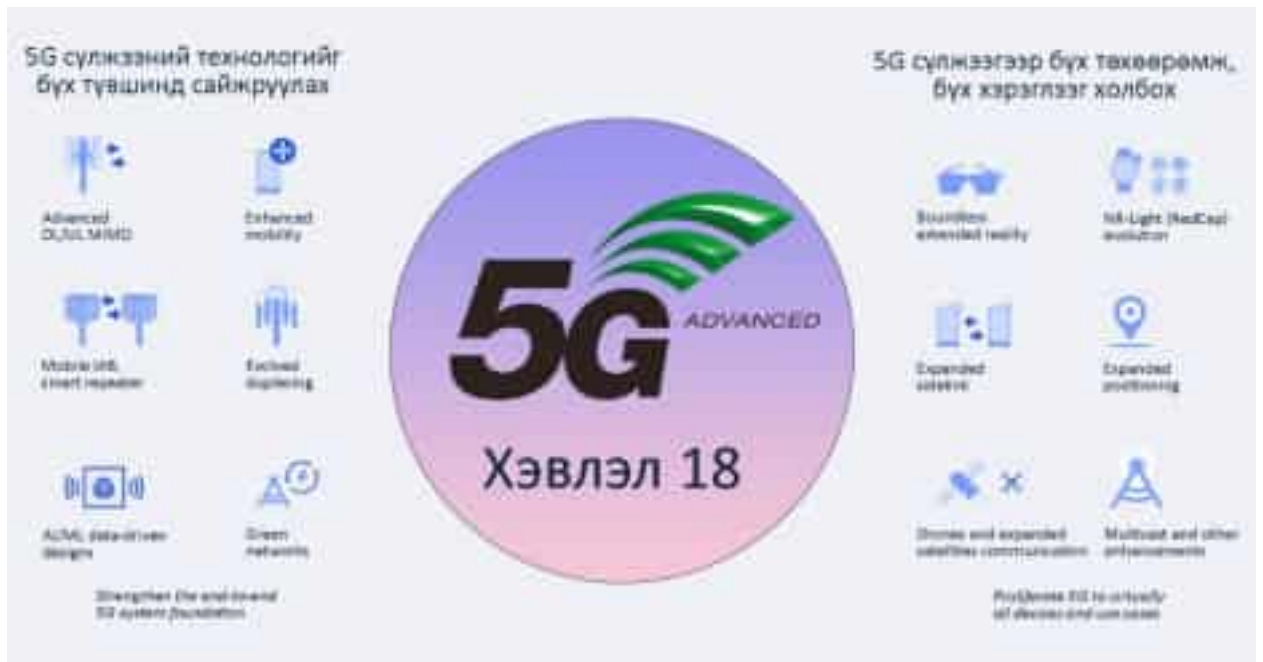 5G сүлжээний технологийг
бүх түвшинд сайжруулах
Advanced
DL/UL MIMO
Enhanced
mobility
Mobile IAB,
smart repeater
Evolved
duplexing
AI/ML data-driven
designs
Green
networks
Strengthen the end-to-end
5G system foundation
5G
ADVANCED
Хэвлэл 18
5G сүлжээгээр бүх төхөөрөмж,
бүх хэрэглээг холбох
Boundless
extended reality
NR-Light (RedCap)
evolution
Expanded
sidelink
Expanded
positioning
Drones and expanded
satellites communication
Multicast and other
enhancements
Proliferate 5G to virtually
all devices and use cases